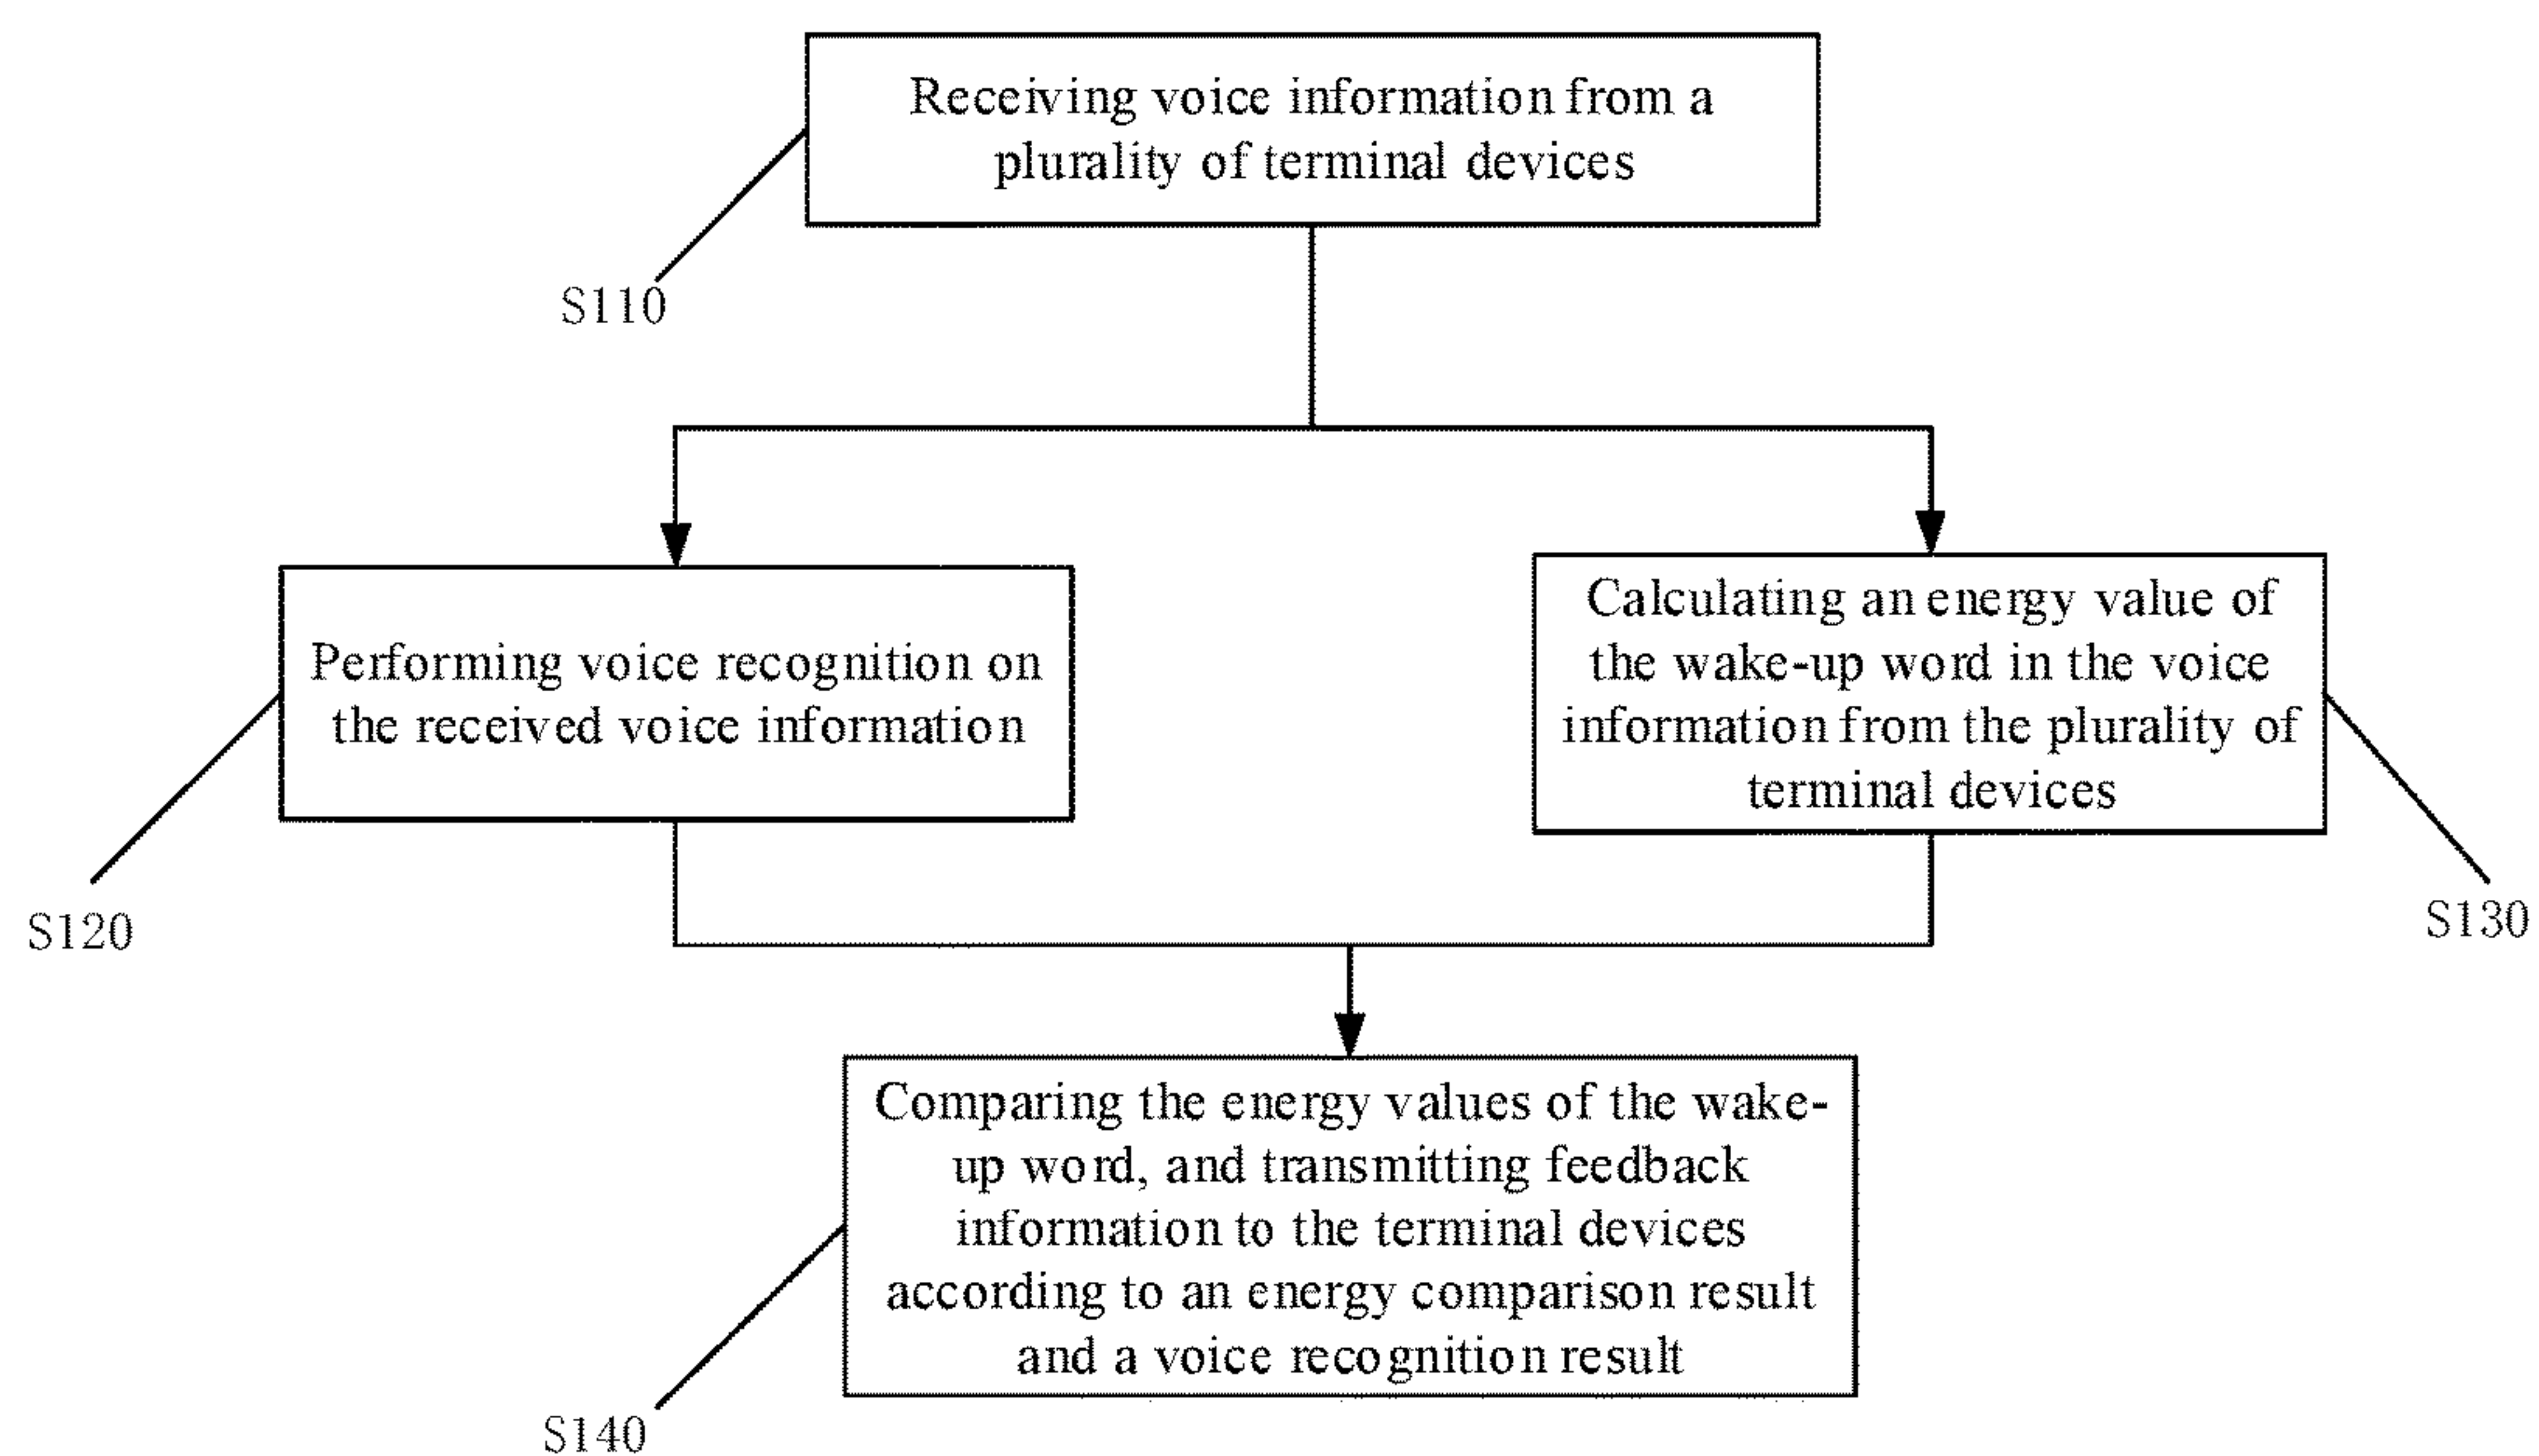 Receiving voice information from a
plurality of terminal devices
S110
Performing voice recognition on
the received voice information
S120
Calculating an energy value of
the wake-up word in the voice
information from the plurality of
terminal devices
S130
Comparing the energy values of the wake-
up word, and transmitting feedback
information to the terminal devices
according to an energy comparison result
and a voice recognition result
S140